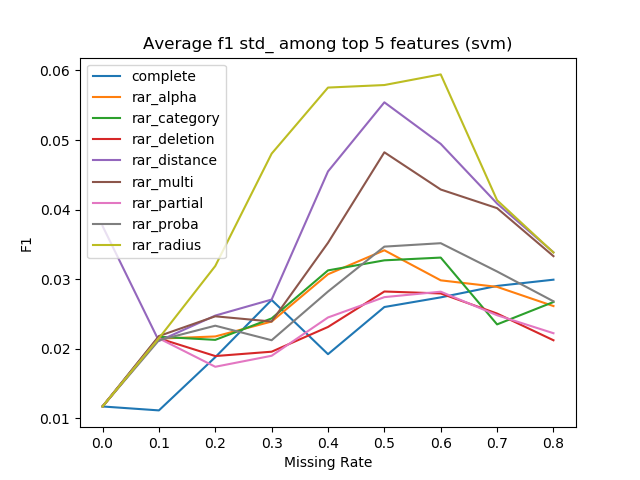 Average f1 std_ among top 5 features (svm)
F1
0.06
0.05
0.04
0.03
0.02
0.01
complete
rar_alpha
rar_category
rar_deletion
rar_distance
rar_multi
rar_partial
rar_proba
rar_radius
0.0 0.1 0.2 0.3 0.4 0.5 0.6 0.7 0.8
Missing Rate